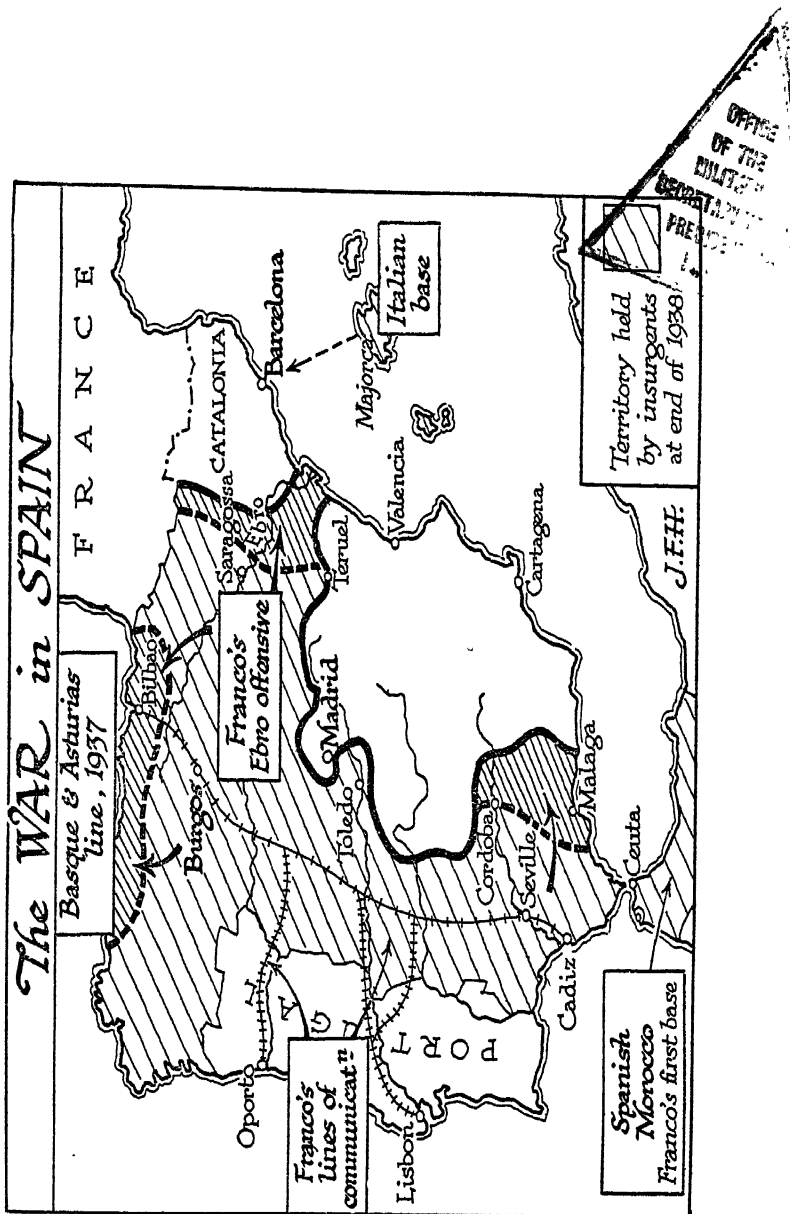 The WAR in SPAIN
FRANCE
Basque & Asturias
line, 1937
Bilbao
Burgos
Saragossa
CATALONIA
Ebro
Barcelona
Franco's
Ebro offensive
Teruel
Majorca
Italian
base
Oporto
Madrid
Toledo
Valencia
Franco's
lines of
communicatn
Lisbon
PORT
G
A
L
Cordoba
Seville
Cartagena
Malaga
Cadiz
Ceuta
Spanish
Morocco
Franco's first base
J.F.H.
Territory held
by insurgents
at end of 1938
OFFICE
OF THE